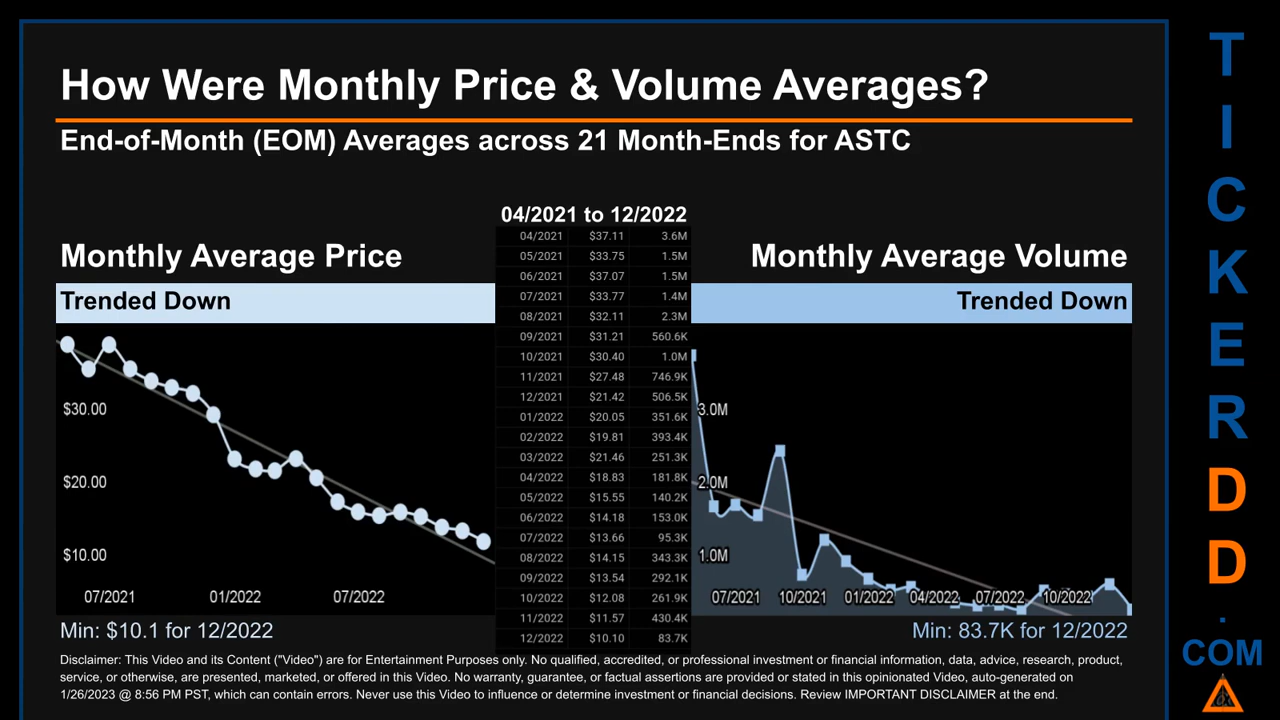 How Were Monthly Price & Volume Averages?
End-of-Month (EOM) Averages across 21 Month-Ends for ASTC
04/2021 to 12/2022
Monthly Average Price
Trended Down
$30.00
$20.00
$10.00
07/2021 01/2022 07/2022
Min: $10.1 for 12/2022
04/2021 $37.11 3.6M
05/2021 $33.75 1.5M
06/2021 $37.07 1.5M
07/2021 $33.77 1.4M
08/2021 $32.11 2.3M
09/2021 $31.21 560.6K
10/2021 $30.40 1.0M
11/2021 $27.48 746.9K
12/2021 $21.42 506.5K
01/2022 $20.05 351.6K
02/2022 $19.81 393.4K
03/2022 $21.46 251.3K
04/2022 $18.83 181.8K
05/2022 $15.55 140.2K
06/2022 $14.18 153.0K
07/2022 $13.66 95.3K
08/2022 $14.15 343.3K
09/2022 $13.54 292.1K
10/2022 $12.08 261.9K
11/2022 $11.57 430.4K
12/2022 $10.10 83.7K
Monthly Average Volume
Trended Down
3.0M
2.0M
1.0M
07/2021 10/2021 01/2022 04/2022 07/2022 10/2022
Min: 83.7K for 12/2022
Disclaimer: This Video and its Content ("Video") are for Entertainment Purposes only. No qualified, accredited, or professional investment or financial information, data, advice, research, product,
service, or otherwise, are presented, marketed, or offered in this Video. No warranty, guarantee, or factual assertions are provided or stated in this opinionated Video, auto-generated on
1/26/2023 @ 8:56 PM PST, which can contain errors. Never use this Video to influence or determine investment or financial decisions. Review IMPORTANT DISCLAIMER at the end.
T
I
C
K
E
R
D
D
.
COM